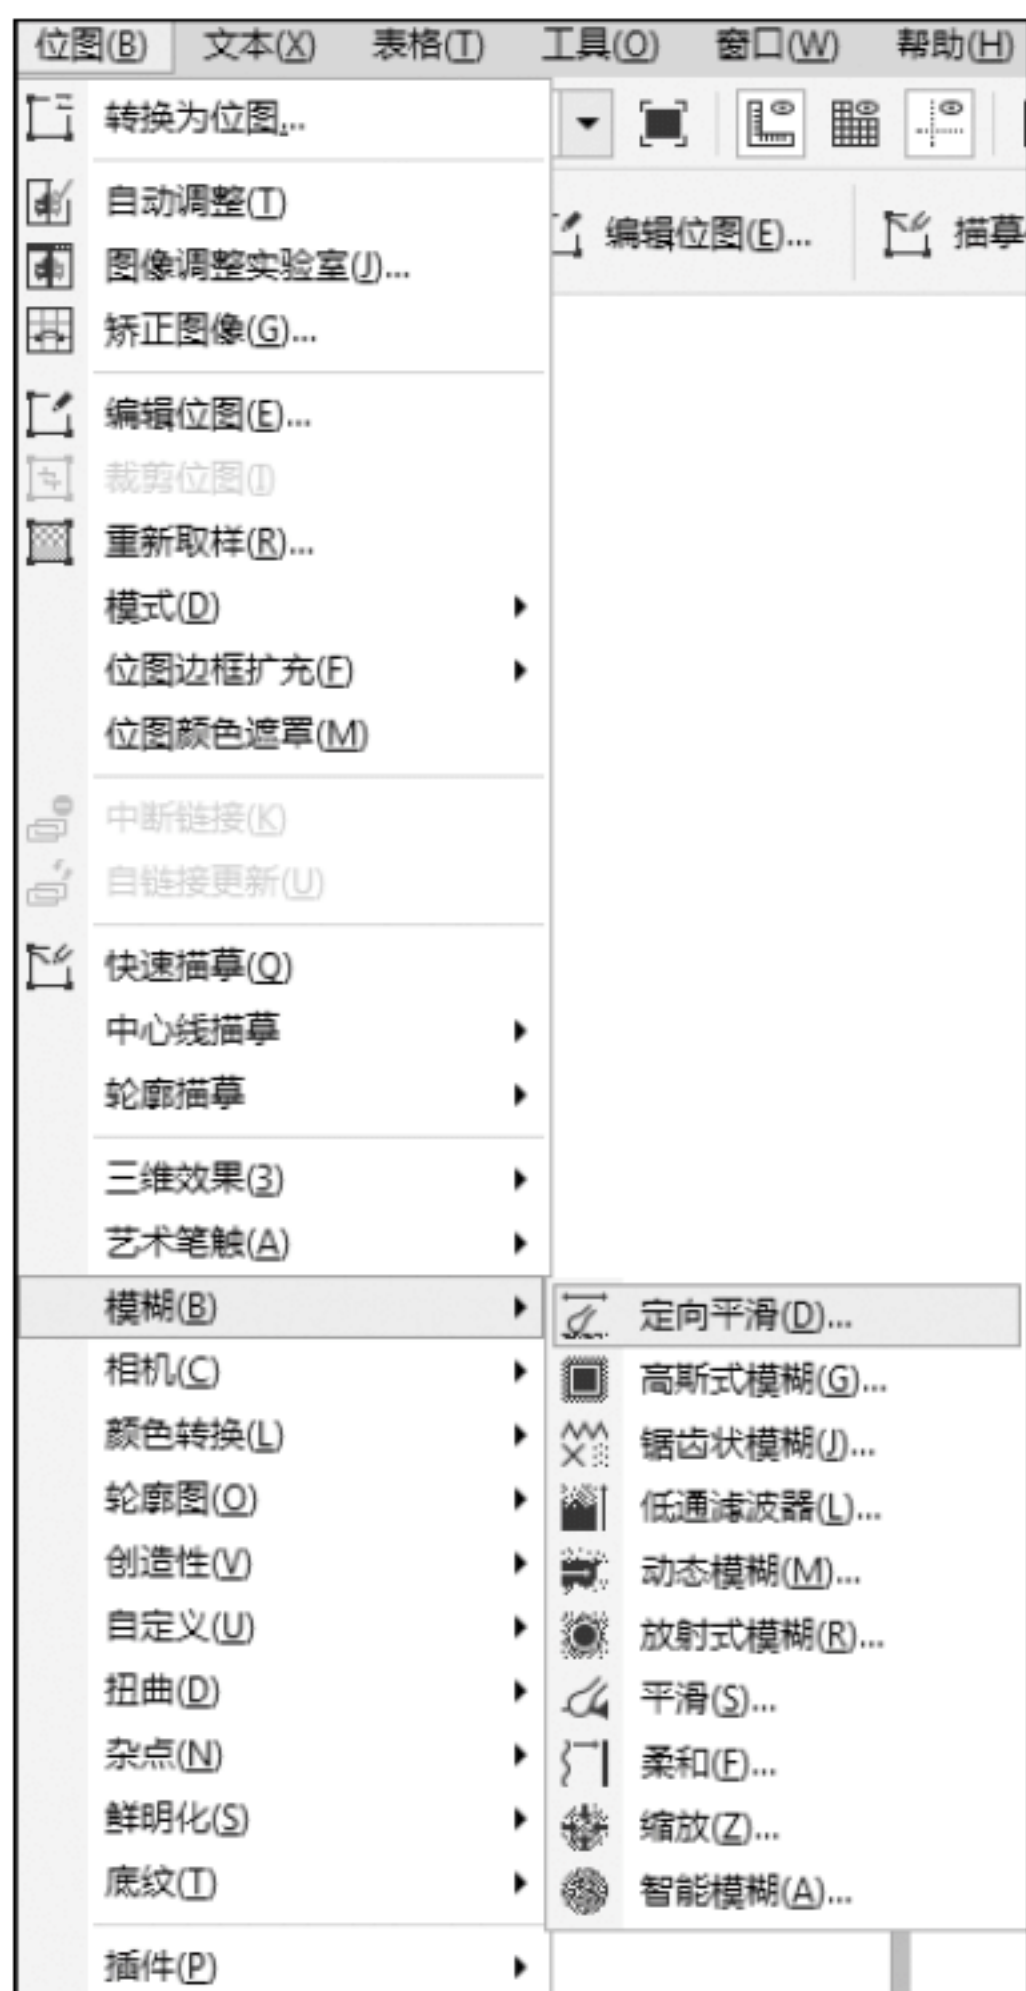 位图(B) 文本(X) 表格(T) 工具(O) 窗口(W) 帮助(H)
转换为位图...
自动调整(T)
编辑位图(E)... 描摹
图像调整实验室(J)...
矫正图像(G)...
编辑位图(E)...
裁剪位图(I)
重新取样(R)...
模式(D)
位图边框扩充(F)
位图颜色遮罩(M)
中断链接(K)
自链接更新(U)
快速描摹(Q)
中心线描摹
轮廓描摹
三维效果(3)
艺术笔触(A)
模糊(B)
相机(C)
颜色转换(L)
轮廓图(O)
创造性(V)
自定义(U)
扭曲(D)
杂点(N)
鲜明化(S)
底纹(T)
插件(P)
定向平滑(D)...
高斯式模糊(G)...
锯齿状模糊(J)...
低通滤波器(L)...
动态模糊(M)...
放射式模糊(R)...
平滑(S)...
柔和(F)...
缩放(Z)...
智能模糊(A)...